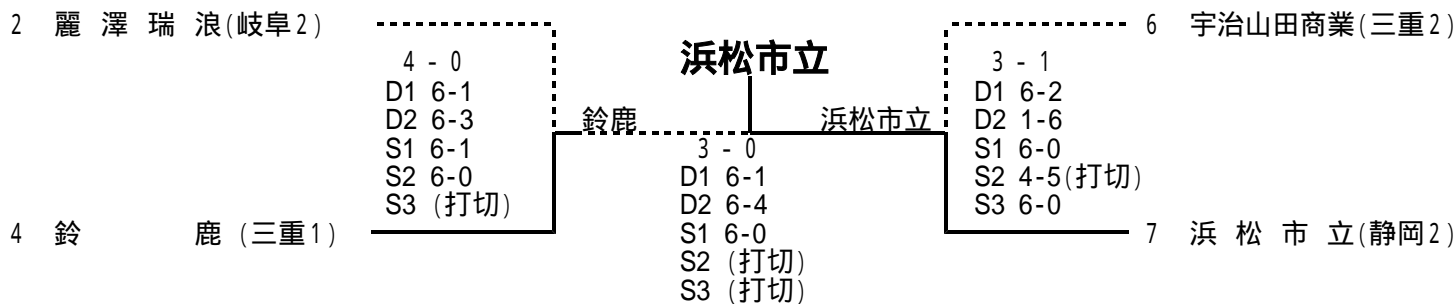 2 麗 澤 瑞 浪(岐阜2)
4 - 0
D1 6-1
D2 6-3
S1 6-1
S2 6-0
S3 (打切)
4 鈴 鹿 (三重1)
鈴鹿
浜松市立
3 - 0
D1 6-1
D2 6-4
S1 6-0
S2 (打切)
S3 (打切)
浜松市立
6 宇治山田商業(三重2)
3 - 1
D1 6-2
D2 1-6
S1 6-0
S2 4-5(打切)
S3 6-0
7 浜 松 市 立(静岡2)